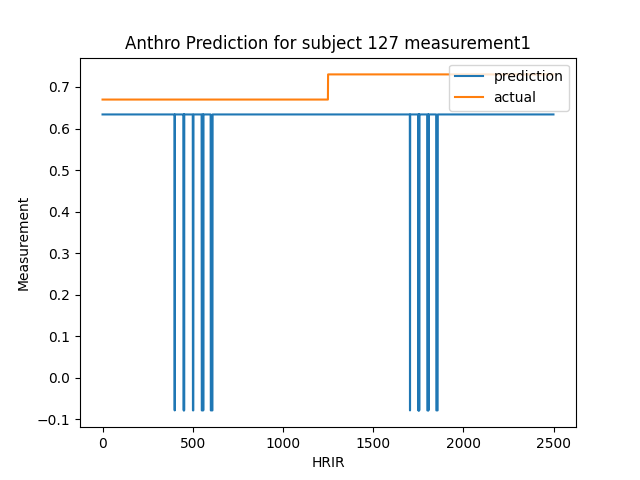 Anthro Prediction for subject 127 measurement1
prediction
actual
Measurement
0.7
0.6
0.5
0.4
0.3
0.2
0.1
0.0
−0.1
0 500 1000 1500 2000 2500
HRIR